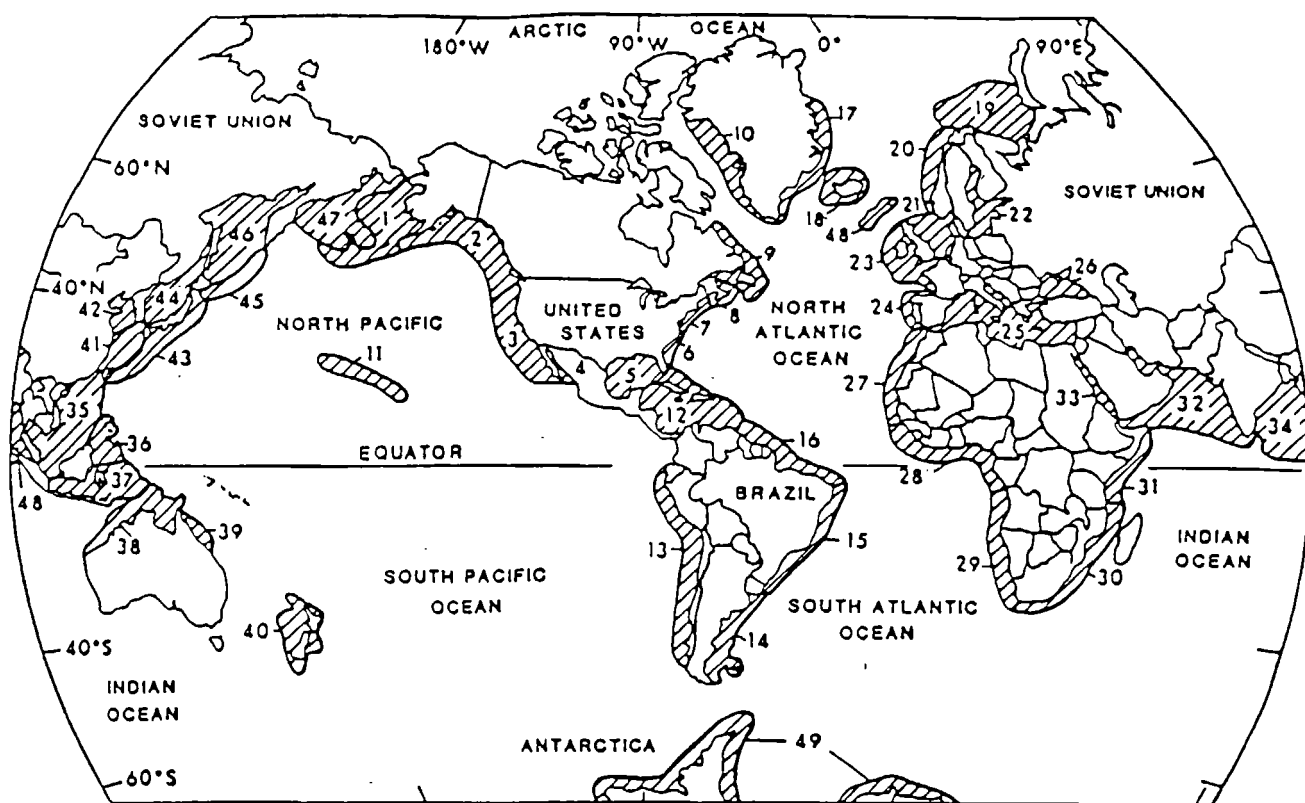 ARCTIC OCEAN
180°W 90°W 0° 90°E
SOVIET UNION
60°N
10
17
19
20
SOVIET UNION
47
1
2
46
18
48
21
22
9
23
40°N
42
44
45
UNITED STATES
8
7
NORTH ATLANTIC OCEAN
24
25
26
41
43
NORTH PACIFIC
3
4
5
6
11
27
33
32
34
35
36
12
16
EQUATOR
28
48
37
BRAZIL
31
38
39
13
15
29
30
INDIAN OCEAN
SOUTH PACIFIC OCEAN
SOUTH ATLANTIC OCEAN
40
14
40°S
INDIAN OCEAN
ANTARCTICA
49
60°S